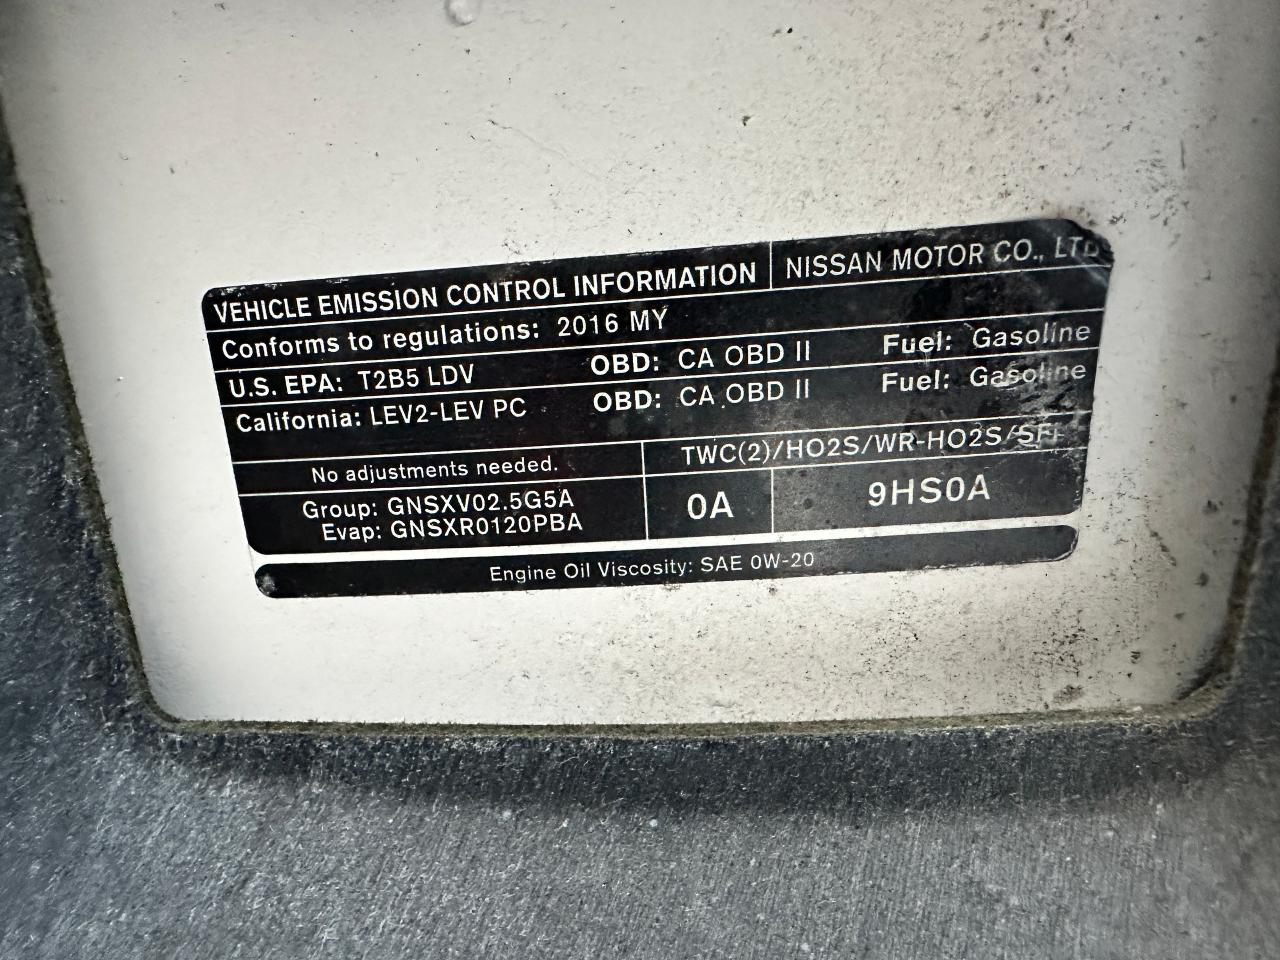 VEHICLE EMISSION CONTROL INFORMATION NISSAN MOTOR CO., LTD.
Conforms to regulations: 2016 MY
U.S. EPA: T2B5 LDV OBD: CA OBD II Fuel: Gasoline
California: LEV2-LEV PC OBD: CA OBD II Fuel: Gasoline
No adjustments needed. TWC(2)/HO2S/WR-HO2S/SFI
Group: GNSXV02.5G5A 0A 9HS0A
Evap: GNSXR0120PBA
Engine Oil Viscosity: SAE 0W-20